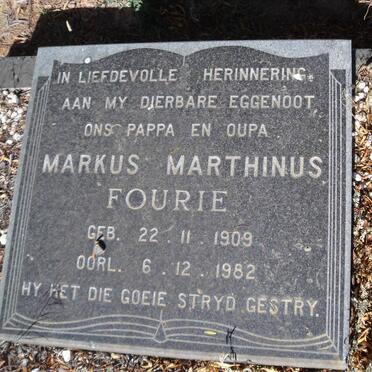 IN LIEFDEVOLLE HERINNERING
AAN MY DIERBARE EGGENOOT
ONS PAPPA EN OUPA
MARKUS MARTHINUS
FOURIE
GEB. 22.11.1909
OORL. 6.12.1982
HY HET DIE GOEIE STRYD GESTRY.